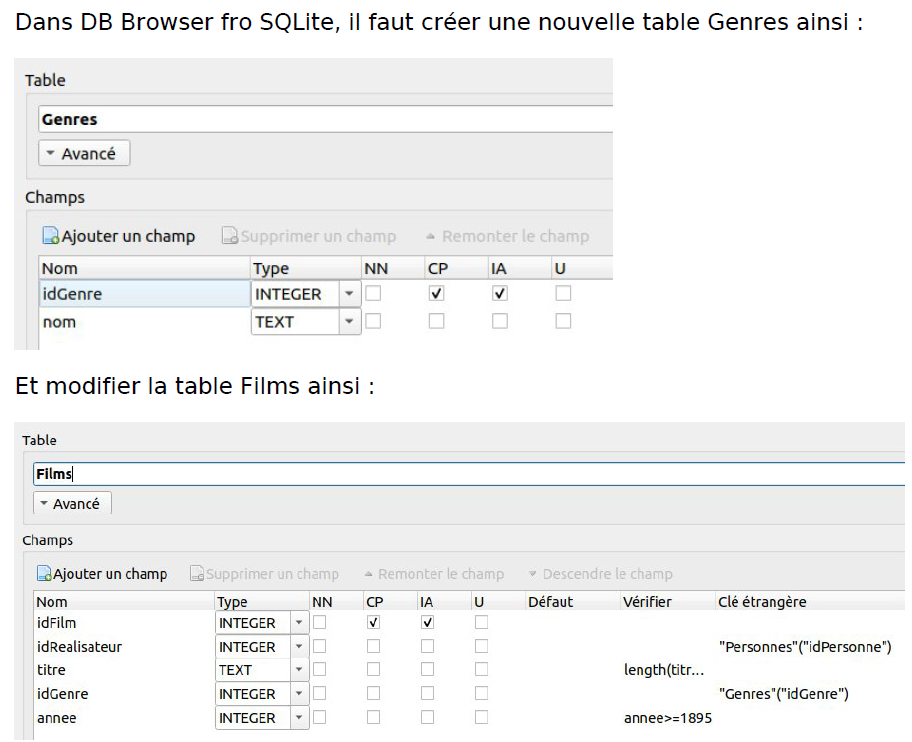 Dans DB Browser fro SQLite, il faut créer une nouvelle table Genres ainsi :
Table
Genres
Avancé
Champs
Ajouter un champ Supprimer un champ Remonter le champ
Nom Type NN CP IA U
idGenre INTEGER
nom TEXT
Et modifier la table Films ainsi :
Table
Films
Avancé
Champs
Ajouter un champ Supprimer un champ Remonter le champ Descendre le champ
Nom Type NN CP IA U Défaut Vérifier Clé étrangère
idFilm INTEGER
idRealisateur INTEGER "Personnes"("idPersonne")
titre TEXT length(titr...
idGenre INTEGER "Genres"("idGenre")
annee INTEGER annee>=1895